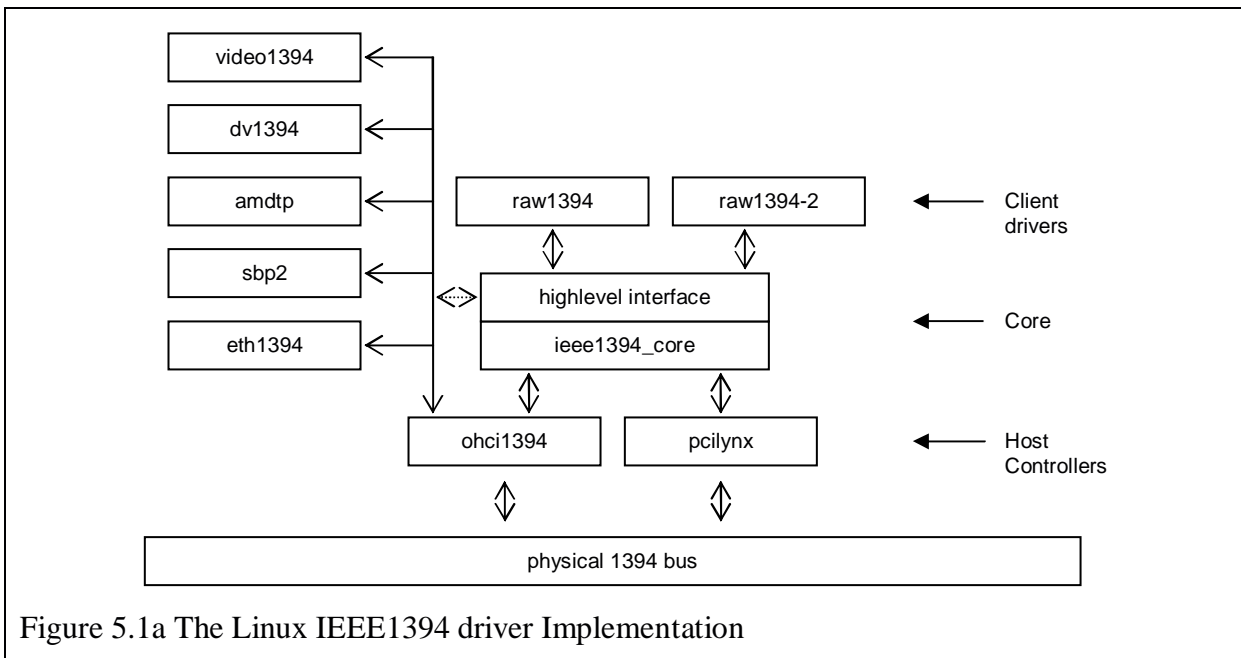 video1394
dv1394
amdtp
raw1394
raw1394-2
Client
drivers
sbp2
highlevel interface
eth1394
ieee1394_core
Core
ohci1394
pcilynx
Host
Controllers
physical 1394 bus
Figure 5.1a The Linux IEEE1394 driver Implementation